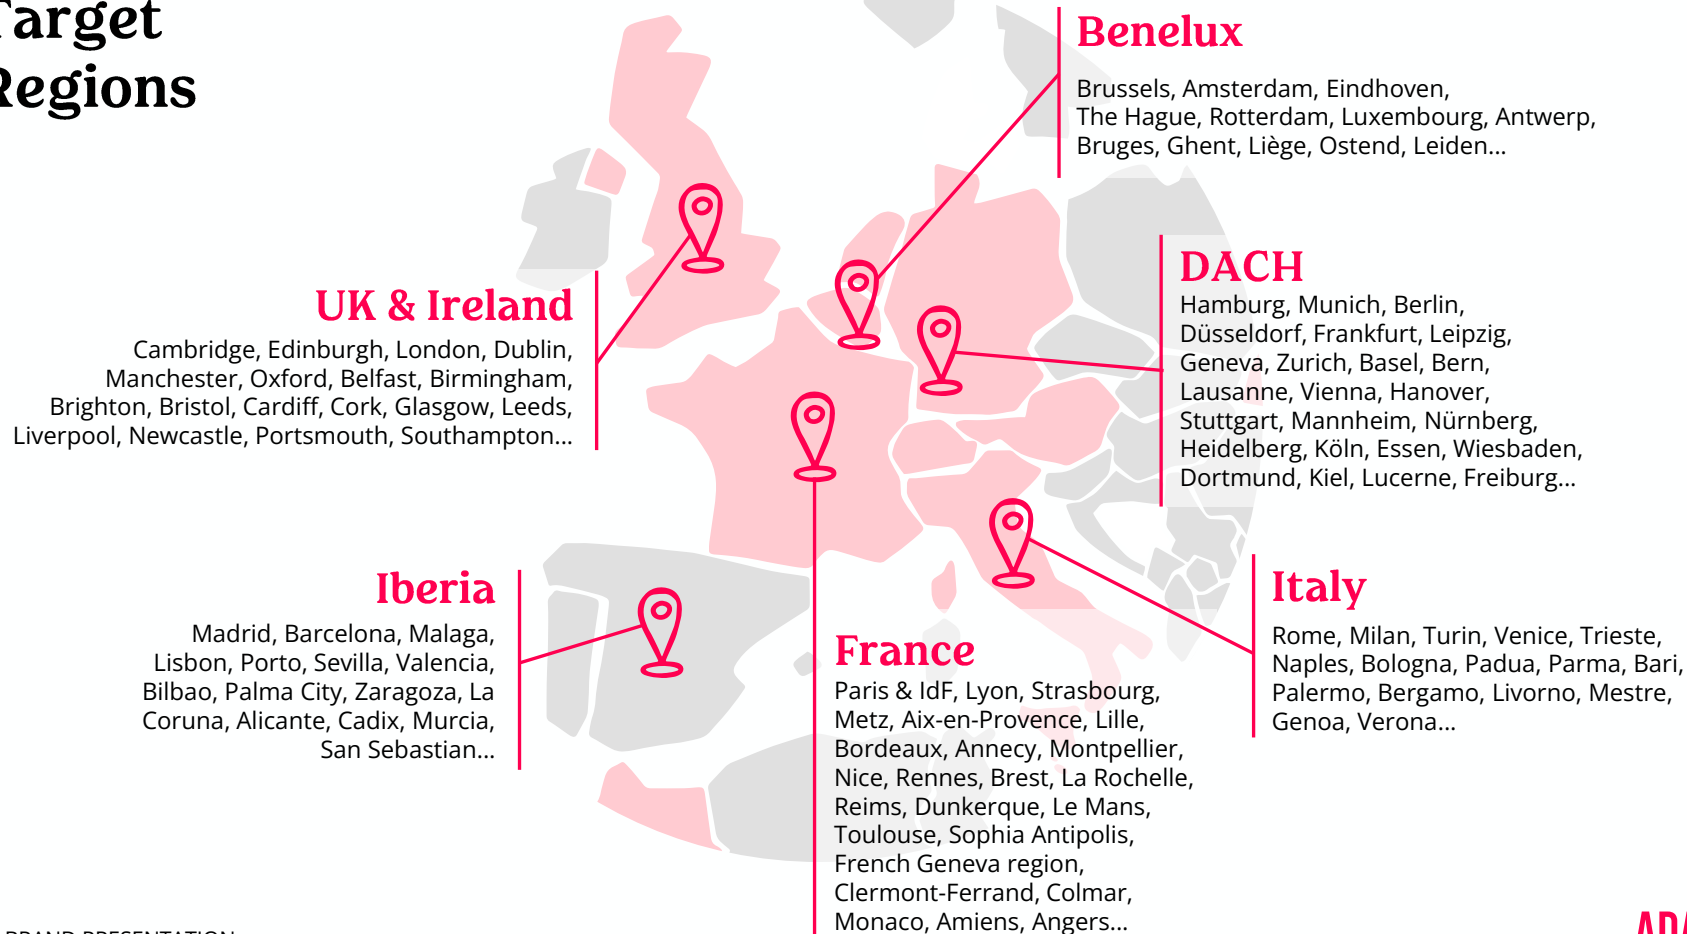 Target
Regions
Benelux
Brussels, Amsterdam, Eindhoven,
The Hague, Rotterdam, Luxembourg, Antwerp,
Bruges, Ghent, Liège, Ostend, Leiden...
DACH
Hamburg, Munich, Berlin,
Düsseldorf, Frankfurt, Leipzig,
Geneva, Zurich, Basel, Bern,
Lausanne, Vienna, Hanover,
Stuttgart, Mannheim, Nürnberg,
Heidelberg, Köln, Essen, Wiesbaden,
Dortmund, Kiel, Lucerne, Freiburg...
UK & Ireland
Cambridge, Edinburgh, London, Dublin,
Manchester, Oxford, Belfast, Birmingham,
Brighton, Bristol, Cardiff, Cork, Glasgow, Leeds,
Liverpool, Newcastle, Portsmouth, Southampton...
Iberia
Madrid, Barcelona, Malaga,
Lisbon, Porto, Sevilla, Valencia,
Bilbao, Palma City, Zaragoza, La
Coruna, Alicante, Cadix, Murcia,
San Sebastian...
Italy
Rome, Milan, Turin, Venice, Trieste,
Naples, Bologna, Padua, Parma, Bari,
Palermo, Bergamo, Livorno, Mestre,
Genoa, Verona...
France
Paris & IdF, Lyon, Strasbourg,
Metz, Aix-en-Provence, Lille,
Bordeaux, Annecy, Montpellier,
Nice, Rennes, Brest, La Rochelle,
Reims, Dunkerque, Le Mans,
Toulouse, Sophia Antipolis,
French Geneva region,
Clermont-Ferrand, Colmar,
Monaco, Amiens, Angers...
BRAND PRESENTATION